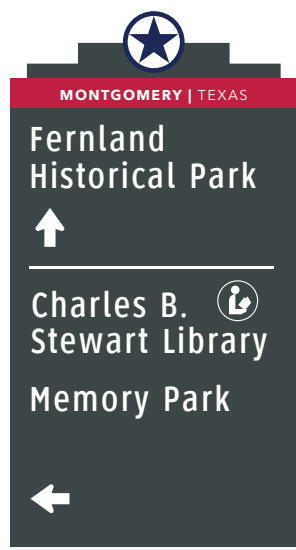 MONTGOMERY | TEXAS
Fernland
Historical Park
Charles B.
Stewart Library
Memory Park